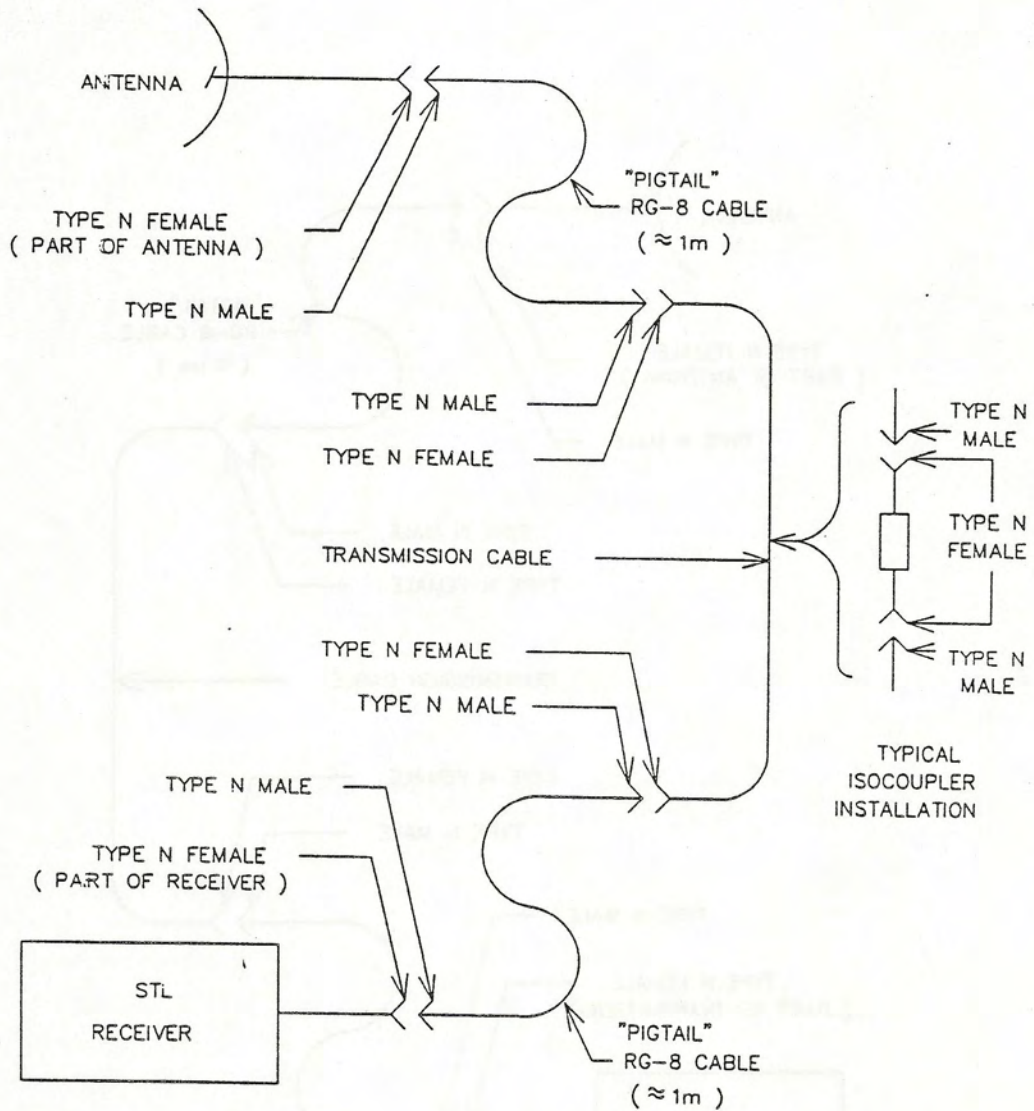 ANTENNA
TYPE N FEMALE
( PART OF ANTENNA )
TYPE N MALE
"PIGTAIL"
RG-8 CABLE
( ≈ 1m )
TYPE N MALE
TYPE N FEMALE
TRANSMISSION CABLE
TYPE N
MALE
TYPE N
FEMALE
TYPE N
MALE
TYPICAL
ISOCOUPLER
INSTALLATION
TYPE N FEMALE
TYPE N MALE
TYPE N MALE
TYPE N FEMALE
( PART OF RECEIVER )
STL
RECEIVER
"PIGTAIL"
RG-8 CABLE
( ≈ 1m )